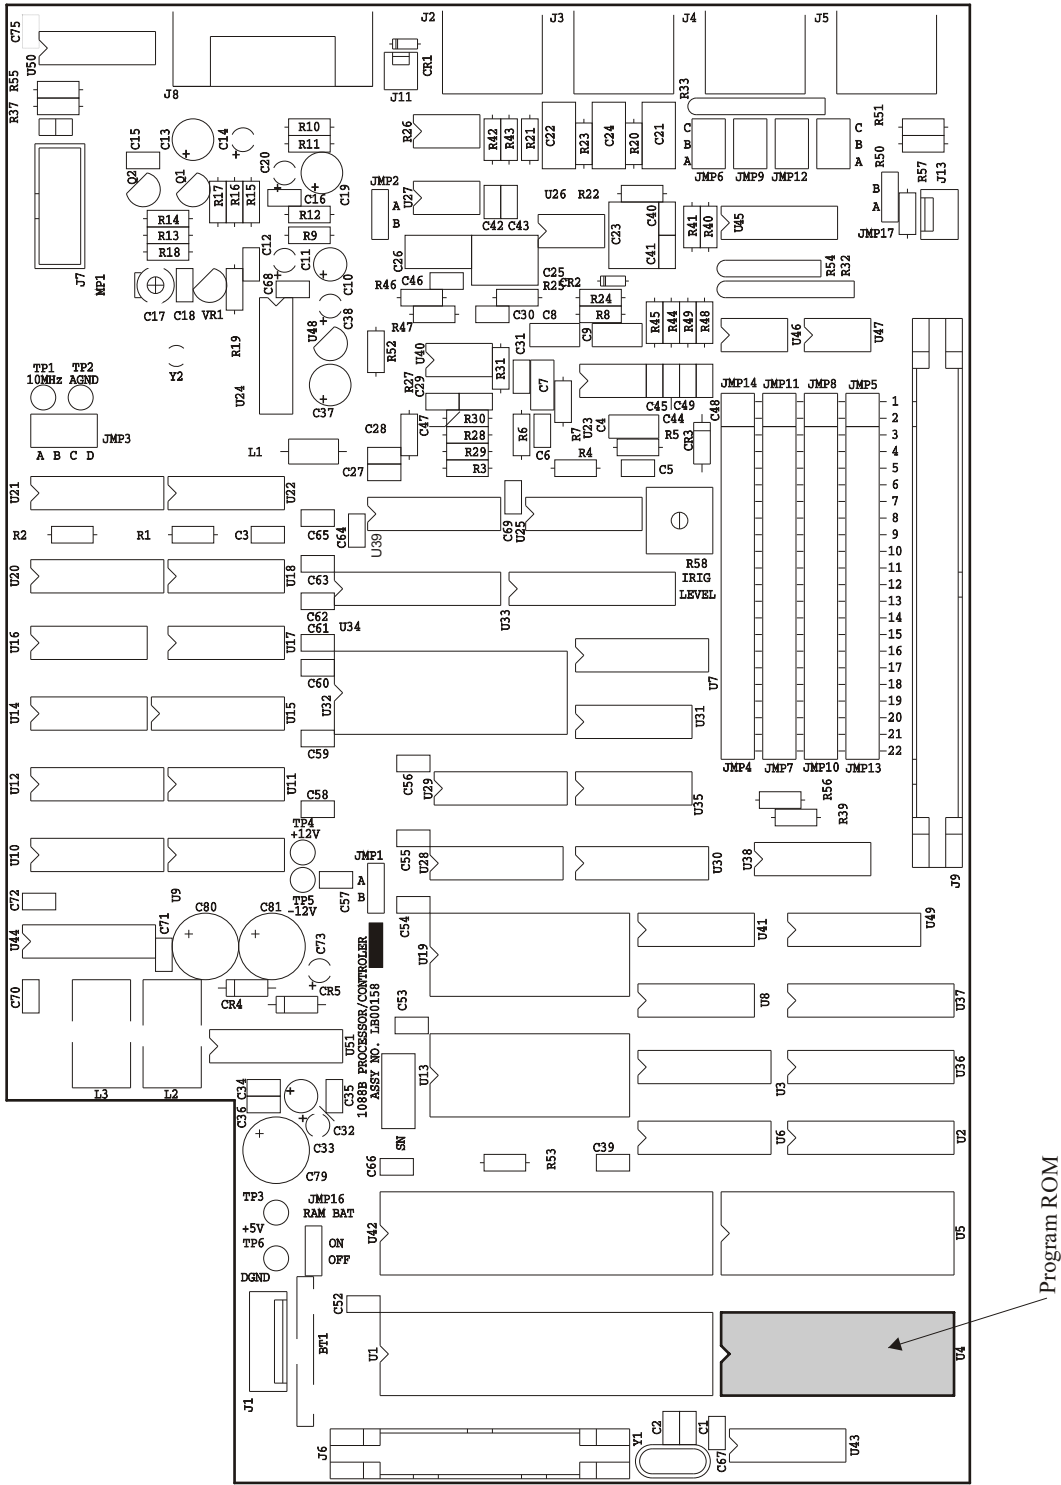 C75
U50
J8
J2
J3
J4
J5
CR1
J11
R55
R37
R33
R51
C15
C13
C14
R10
R11
R26
R42
R43
R21
C22
R23
C24
R20
C21
C
B
A
C
B
A
JMP6
JMP9
JMP12
R50
R57
J13
Q2
Q1
C20
R17
R16
R15
C16
C19
JMP2
A
B
U27
C42
C43
U26
R22
C40
C23
C41
R41
R40
U45
B
A
JMP17
R14
R13
R18
R12
R9
C12
C11
C26
C25
R25
CR2
R54
R32
J7
MP1
C17
C18
VR1
C68
C10
C38
R46
C46
R47
C30
C8
R24
R8
C9
R45
R44
R49
R48
U46
U47
Y2
R19
U24
U48
R52
C37
U40
R31
C31
C7
R27
C29
C47
R30
R28
R29
R3
R6
C6
R7
U23
C4
R5
R4
C5
C45
C49
C44
C48
CR3
TP1
10MHz
TP2
AGND
JMP3
A B C D
L1
C28
C27
JMP14
JMP11
JMP8
JMP5
1
2
3
4
5
6
7
8
9
10
11
12
13
14
15
16
17
18
19
20
21
22
JMP4
JMP7
JMP10
JMP13
U21
U22
C65
C64
U39
C69
U25
R58
IRIG
LEVEL
R2
R1
C3
U20
U18
C63
C62
U34
U33
U16
U17
C61
C60
U32
U7
U14
U15
C59
U31
U12
U11
C58
C56
U29
U35
R56
R39
U10
U9
TP4
+12V
TP5
-12V
C57
JMP1
A
B
C55
U28
U30
U38
J9
C72
C71
U44
C80
C81
C73
C54
U19
U41
U49
C70
CR4
CR5
1088B PROCESSOR/CONTROLER
ASSY NO. LB00158
C53
U8
U37
L3
L2
U51
U13
U3
U36
C34
C36
C35
C32
C33
C79
SN
C66
R53
C39
U6
U2
TP3
+5V
TP6
DGND
JMP16
RAM BAT
ON
OFF
U42
U5
Program ROM
C52
J1
BT1
U1
U4
J6
Y1
C2
C1
C67
U43